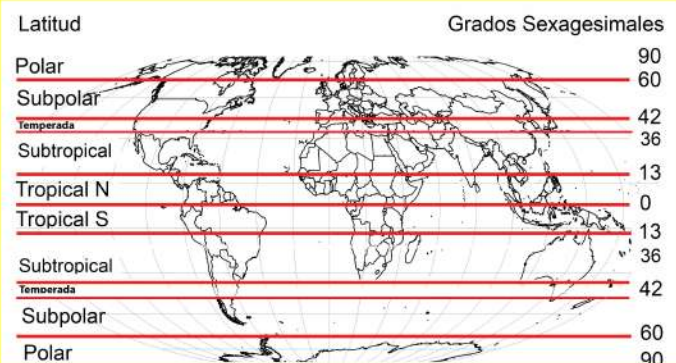 Latitud Grados Sexagesimales
90
Polar
60
Subpolar
42
Temperada
36
Subtropical
13
Tropical N
0
Tropical S
13
36
Subtropical
Temperada
42
Subpolar
60
Polar
90